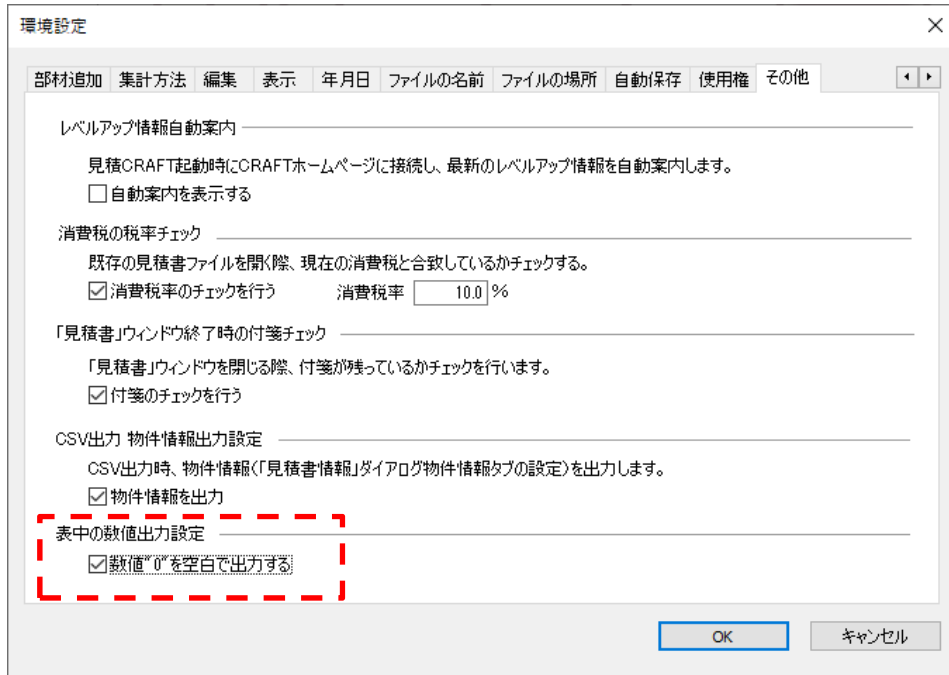 環境設定
部材追加 集計方法 編集 表示 年月日 ファイルの名前 ファイルの場所 自動保存 使用権 その他
レベルアップ情報自動案内
見積CRAFT起動時にCRAFTホームページに接続し、最新のレベルアップ情報を自動案内します。
自動案内を表示する
消費税の税率チェック
既存の見積書ファイルを開く際、現在の消費税と合致しているかチェックする。
消費税率のチェックを行う 消費税率 10.0 %
「見積書」ウィンドウ終了時の付箋チェック
「見積書」ウィンドウを閉じる際、付箋が残っているかチェックを行います。
付箋のチェックを行う
CSV出力 物件情報出力設定
CSV出力時、物件情報(「見積書情報」ダイアログ物件情報タブの設定)を出力します。
物件情報を出力
表中の数値出力設定
数値"0"を空白で出力する
OK キャンセル